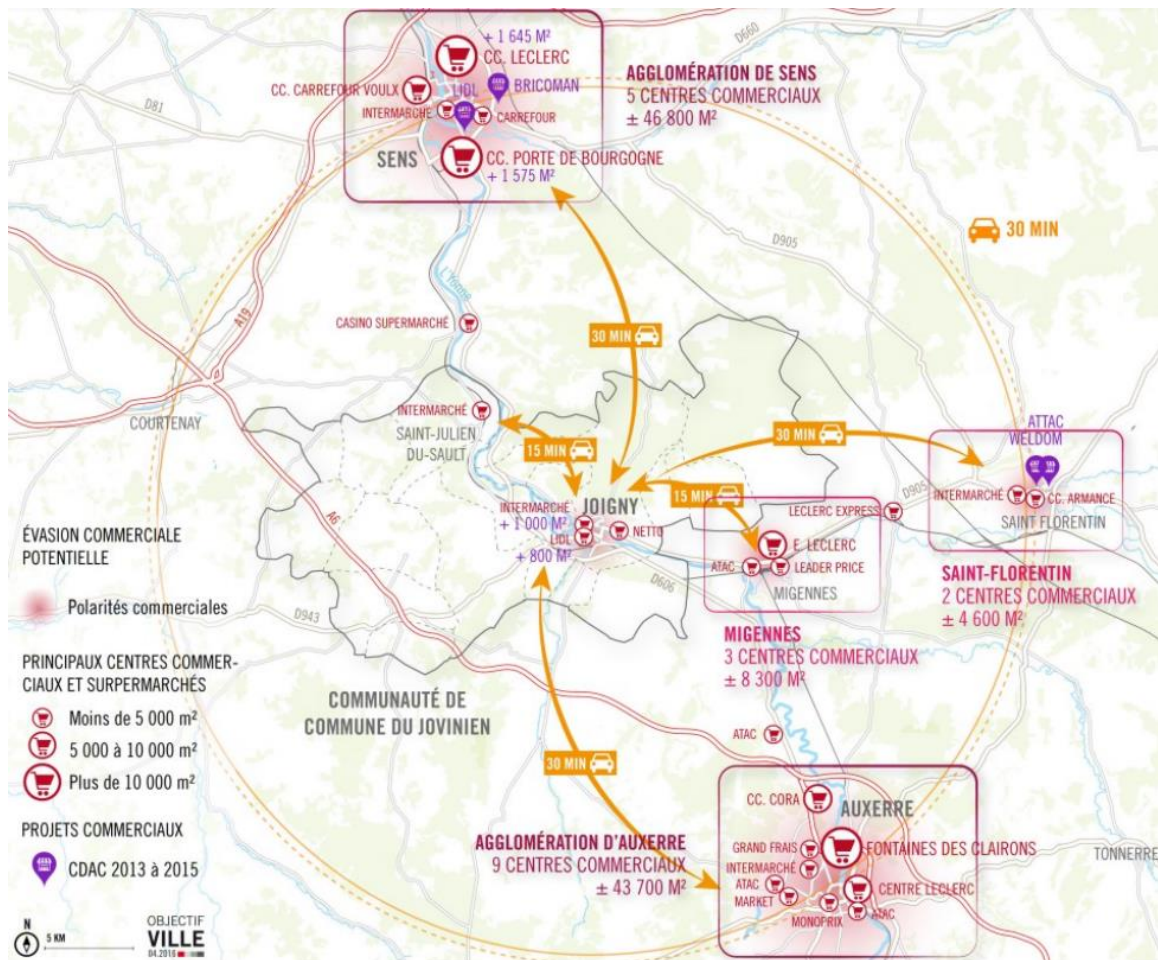 + 1 645 M²
CC. LECLERC
CC. CARREFOUR VOULX
LIDL
BRICOMAN
INTERMARCHÉ
CARREFOUR
SENS
CC. PORTE DE BOURGOGNE
+ 1 575 M²
AGGLOMÉRATION DE SENS
5 CENTRES COMMERCIAUX
± 46 800 M²
D660
D81
D905
30 MIN
A19
L'Yonne
CASINO SUPERMARCHÉ
30 MIN
COURTENAY
INTERMARCHÉ
SAINT-JULIEN
DU-SAULT
15 MIN
30 MIN
ATTAC
WELDOM
INTERMARCHÉ
CC. ARMANCE
SAINT FLORENTIN
D905
LECLERC EXPRESS
15 MIN
JOIGNY
INTERMARCHÉ
+ 1 000 M²
LIDL
+ 800 M²
NETTO
A6
E. LECLERC
ATAC
LEADER PRICE
MIGENNES
D606
D943
SAINT-FLORENTIN
2 CENTRES COMMERCIAUX
± 4 600 M²
MIGENNES
3 CENTRES COMMERCIAUX
± 8 300 M²
COMMUNAUTÉ DE
COMMUNE DU JOVINIEN
ATAC
30 MIN
AGGLOMÉRATION D'AUXERRE
9 CENTRES COMMERCIAUX
± 43 700 M²
CC. CORA
AUXERRE
GRAND FRAIS
FONTAINES DES CLAIRONS
INTERMARCHÉ
ATAC
MARKET
CENTRE LECLERC
MONOPRIX
ATAC
TONNERRE
ÉVASION COMMERCIALE
POTENTIELLE
Polarités commerciales
PRINCIPAUX CENTRES COMMER-
CIAUX ET SURPERMARCHÉS
Moins de 5 000 m²
5 000 à 10 000 m²
Plus de 10 000 m²
PROJETS COMMERCIAUX
CDAC 2013 à 2015
N
5 KM
OBJECTIF
VILLE
04.2016